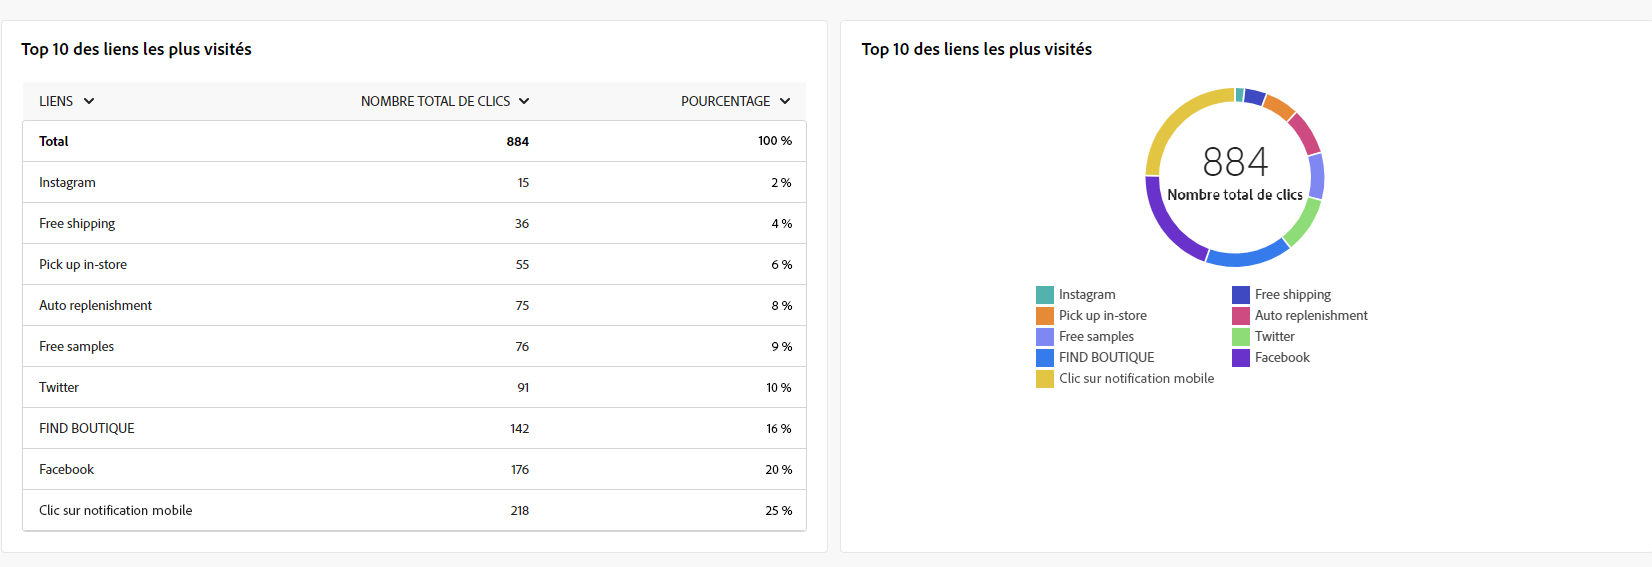 Top 10 des liens les plus visités
LIENS NOMBRE TOTAL DE CLICS POURCENTAGE
Total 884 100 %
Instagram 15 2 %
Free shipping 36 4 %
Pick up in-store 55 6 %
Auto replenishment 75 8 %
Free samples 76 9 %
Twitter 91 10 %
FIND BOUTIQUE 142 16 %
Facebook 176 20 %
Clic sur notification mobile 218 25 %
Top 10 des liens les plus visités
884
Nombre total de clics
Instagram Free shipping
Pick up in-store Auto replenishment
Free samples Twitter
FIND BOUTIQUE Facebook
Clic sur notification mobile